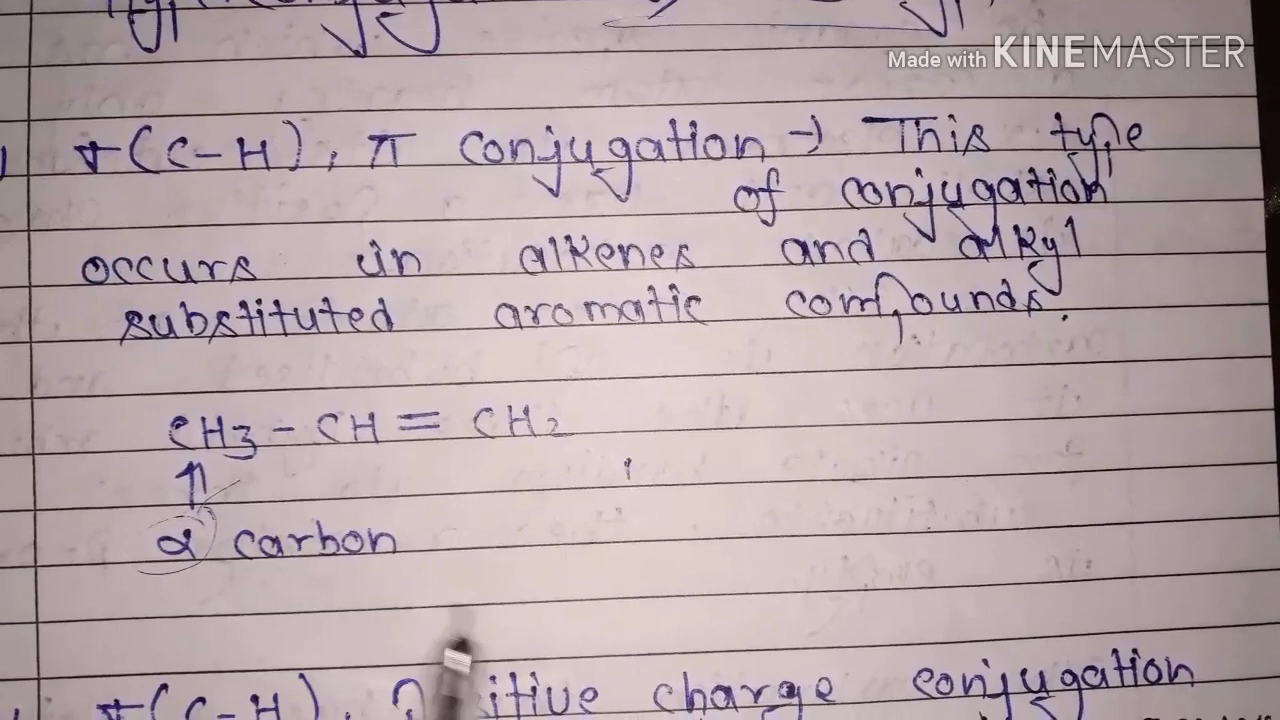 Made with KINEMASTER
σ(C-H), π conjugation → This type
of conjugation
occurs in alkenes and alkyl
substituted aromatic compounds.
CH3 - CH = CH2
↑
α carbon
σ(C-H), positive charge conjugation